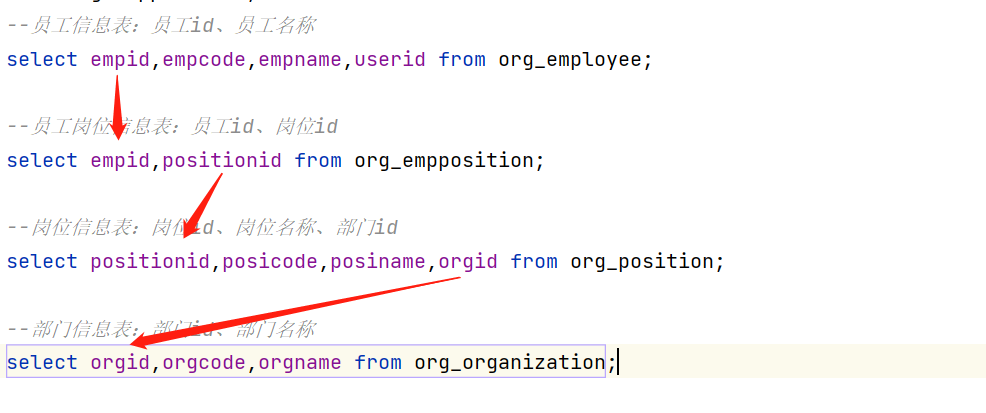 --员工信息表：员工id、员工名称
select empid,empcode,empname,userid from org_employee;
--员工岗位信息表：员工id、岗位id
select empid,positionid from org_empposition;
--岗位信息表：岗位id、岗位名称、部门id
select positionid,posicode,posiname,orgid from org_position;
--部门信息表：部门id、部门名称
select orgid,orgcode,orgname from org_organization;